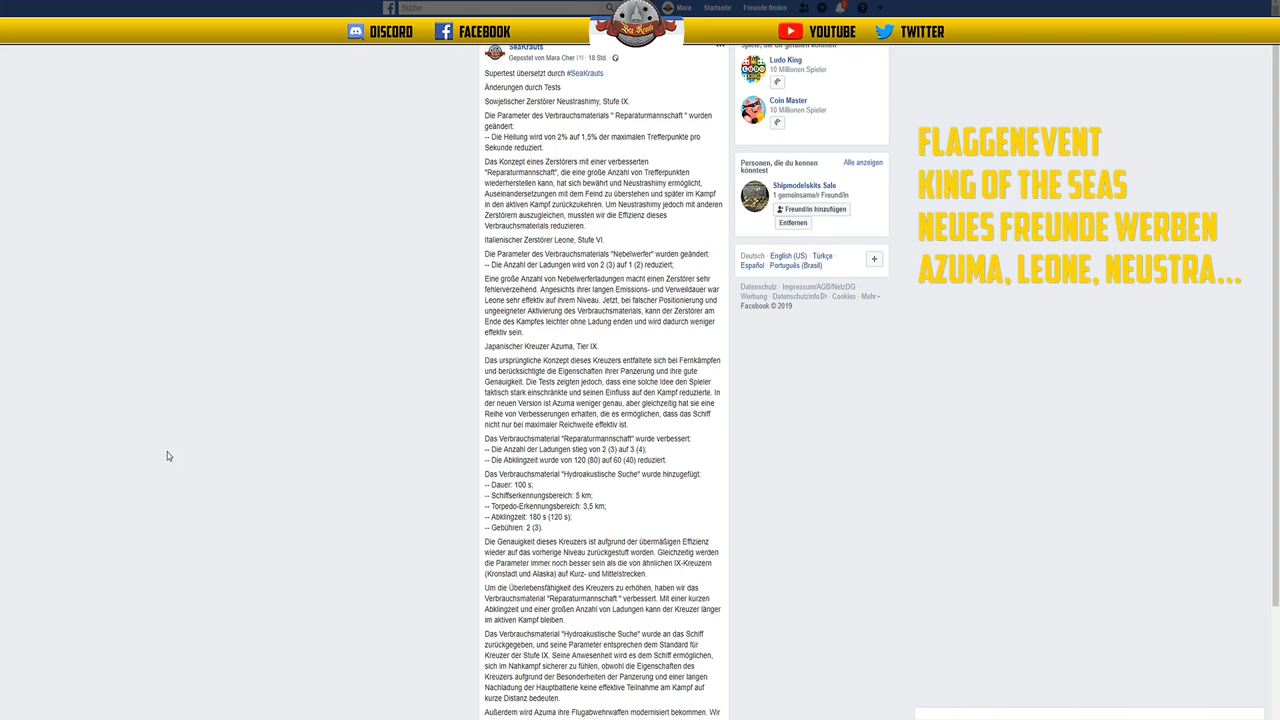 Suche
Mara
Startseite
Freunde finden
DISCORD
FACEBOOK
Sea Krauts
YOUTUBE
TWITTER
SeaKrauts
Gepostet von Mara Cher [?] · 18 Std. ·
Supertest übersetzt durch #SeaKrauts
Änderungen durch Tests
Sowjetischer Zerstörer Neustrashimy, Stufe IX.
Die Parameter des Verbrauchsmaterials " Reparaturmannschaft " wurden
geändert:
-- Die Heilung wird von 2% auf 1,5% der maximalen Trefferpunkte pro
Sekunde reduziert.
Das Konzept eines Zerstörers mit einer verbesserten
"Reparaturmannschaft", die eine große Anzahl von Trefferpunkten
wiederherstellen kann, hat sich bewährt und Neustrashimy ermöglicht,
Auseinandersetzungen mit dem Feind zu überstehen und später im Kampf
in den aktiven Kampf zurückzukehren. Um Neustrashimy jedoch mit anderen
Zerstörern auszugleichen, mussten wir die Effizienz dieses
Verbrauchsmaterials reduzieren.
Italienischer Zerstörer Leone, Stufe VI.
Die Parameter des Verbrauchsmaterials "Nebelwerfer" wurden geändert:
-- Die Anzahl der Ladungen wird von 2 (3) auf 1 (2) reduziert;
Eine große Anzahl von Nebelwerferladungen macht einen Zerstörer sehr
fehlerverzeihend. Angesichts ihrer langen Emissions- und Verweildauer war
Leone sehr effektiv auf ihrem Niveau. Jetzt, bei falscher Positionierung und
ungeeigneter Aktivierung des Verbrauchsmaterials, kann der Zerstörer am
Ende des Kampfes leichter ohne Ladung enden und wird dadurch weniger
effektiv sein.
Japanischer Kreuzer Azuma, Tier IX.
Das ursprüngliche Konzept dieses Kreuzers entfaltete sich bei Fernkämpfen
und berücksichtigte die Eigenschaften ihrer Panzerung und ihre gute
Genauigkeit. Die Tests zeigten jedoch, dass eine solche Idee den Spieler
taktisch stark einschränkte und seinen Einfluss auf den Kampf reduzierte. In
der neuen Version ist Azuma weniger genau, aber gleichzeitig hat sie eine
Reihe von Verbesserungen erhalten, die es ermöglichen, dass das Schiff
nicht nur bei maximaler Reichweite effektiv ist.
Das Verbrauchsmaterial "Reparaturmannschaft" wurde verbessert:
-- Die Anzahl der Ladungen stieg von 2 (3) auf 3 (4);
-- Die Abklingzeit wurde von 120 (80) auf 60 (40) reduziert.
Das Verbrauchsmaterial "Hydroakustische Suche" wurde hinzugefügt:
-- Dauer: 100 s;
-- Schiffserkennungsbereich: 5 km;
-- Torpedo-Erkennungsbereich: 3,5 km;
-- Abklingzeit: 180 s (120 s);
-- Gebühren: 2 (3).
Die Genauigkeit dieses Kreuzers ist aufgrund der übermäßigen Effizienz
wieder auf das vorherige Niveau zurückgestuft worden. Gleichzeitig werden
die Parameter immer noch besser sein als die von ähnlichen IX-Kreuzern
(Kronstadt und Alaska) auf Kurz- und Mittelstrecken.
Um die Überlebensfähigkeit des Kreuzers zu erhöhen, haben wir das
Verbrauchsmaterial "Reparaturmannschaft " verbessert. Mit einer kurzen
Abklingzeit und einer großen Anzahl von Ladungen kann der Kreuzer länger
im aktiven Kampf bleiben.
Das Verbrauchsmaterial "Hydroakustische Suche" wurde an das Schiff
zurückgegeben, und seine Parameter entsprechen dem Standard für
Kreuzer der Stufe IX. Seine Anwesenheit wird es dem Schiff ermöglichen,
sich im Nahkampf sicherer zu fühlen, obwohl die Eigenschaften des
Kreuzers aufgrund der Besonderheiten der Panzerung und einer langen
Nachladung der Hauptbatterie keine effektive Teilnahme am Kampf auf
kurze Distanz bedeuten.
Außerdem wird Azuma ihre Flugabwehrwaffen modernisiert bekommen. Wir
Spiele, die dir gefallen könnten
Ludo King
10 Millionen Spieler
Coin Master
10 Millionen Spieler
Personen, die du kennen
könntest
Alle anzeigen
Shipmodelskits Sale
1 gemeinsame/r Freund/in
Freund/in hinzufügen
Entfernen
Deutsch · English (US) · Türkçe ·
Español · Português (Brasil)
Datenschutz · Impressum/AGB/NetzDG ·
Werbung · Datenschutzinfo · Cookies · Mehr
Facebook © 2019
FLAGGENEVENT
KING OF THE SEAS
NEUES FREUNDE WERBEN
AZUMA, LEONE, NEUSTRA...